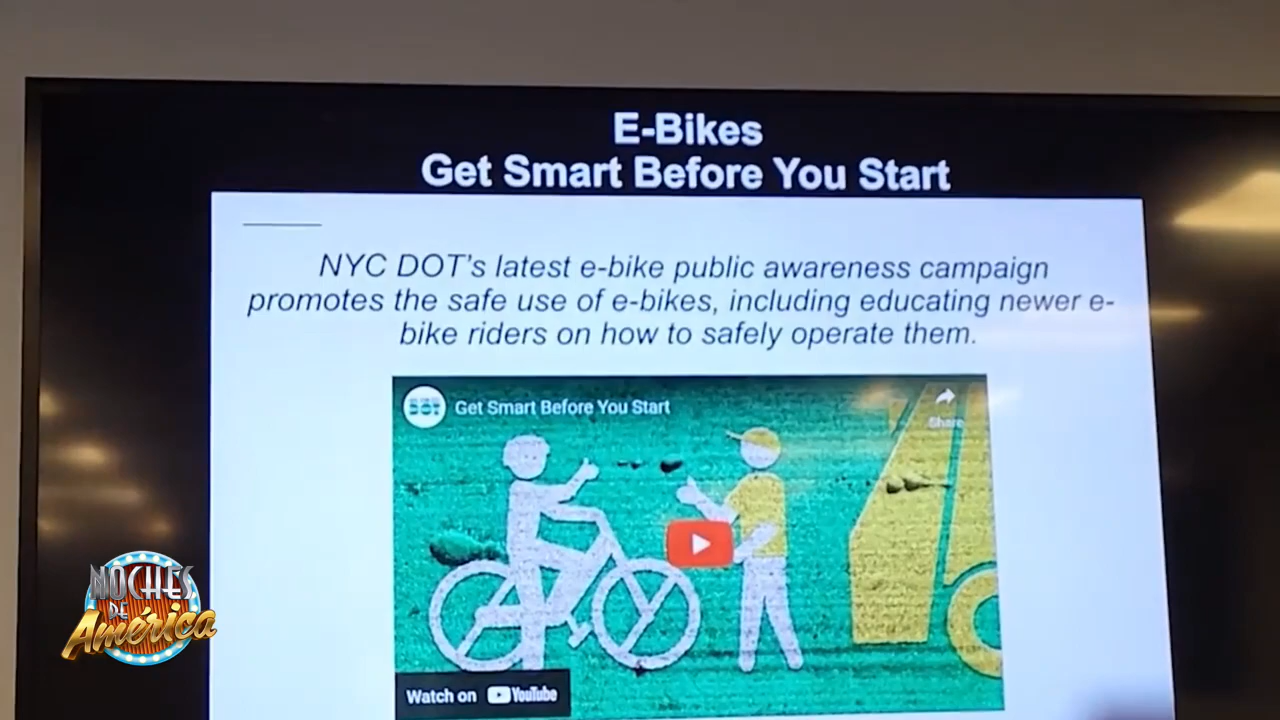 E-Bikes
Get Smart Before You Start
NYC DOT's latest e-bike public awareness campaign
promotes the safe use of e-bikes, including educating newer e-
bike riders on how to safely operate them.
DOT
Get Smart Before You Start
Share
Watch on YouTube
NOCHES
DE
América